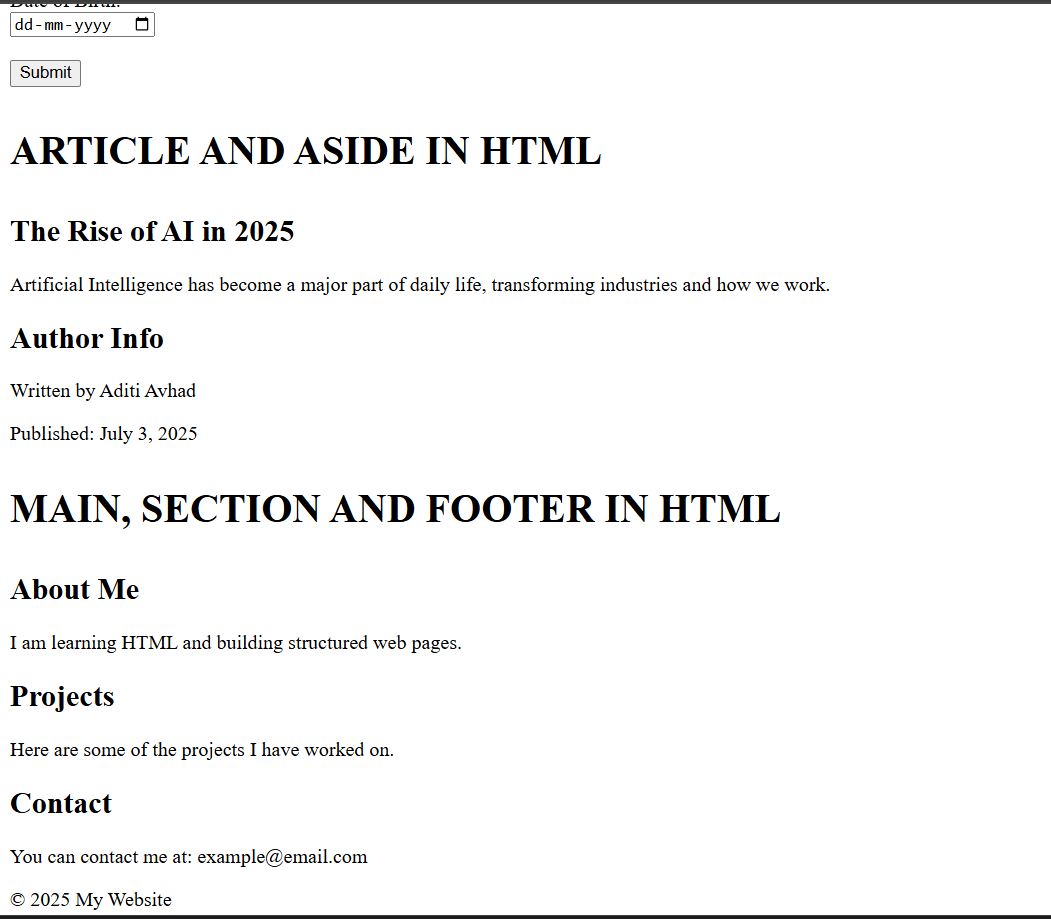 Date of Birth:
dd-mm-yyyy
Submit
ARTICLE AND ASIDE IN HTML
The Rise of AI in 2025
Artificial Intelligence has become a major part of daily life, transforming industries and how we work.
Author Info
Written by Aditi Avhad
Published: July 3, 2025
MAIN, SECTION AND FOOTER IN HTML
About Me
I am learning HTML and building structured web pages.
Projects
Here are some of the projects I have worked on.
Contact
You can contact me at: example@email.com
© 2025 My Website